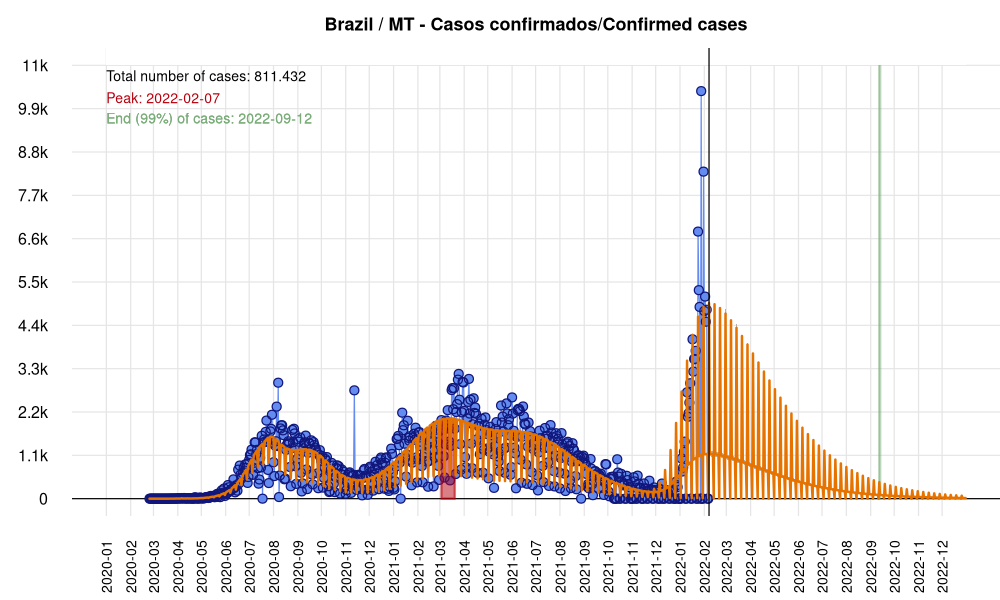 Brazil / MT - Casos confirmados/Confirmed cases
Total number of cases: 811.432
Peak: 2022-02-07
End (99%) of cases: 2022-09-12
11k
9.9k
8.8k
7.7k
6.6k
5.5k
4.4k
3.3k
2.2k
1.1k
0
2020-01
2020-02
2020-03
2020-04
2020-05
2020-06
2020-07
2020-08
2020-09
2020-10
2020-11
2020-12
2021-01
2021-02
2021-03
2021-04
2021-05
2021-06
2021-07
2021-08
2021-09
2021-10
2021-11
2021-12
2022-01
2022-02
2022-03
2022-04
2022-05
2022-06
2022-07
2022-08
2022-09
2022-10
2022-11
2022-12